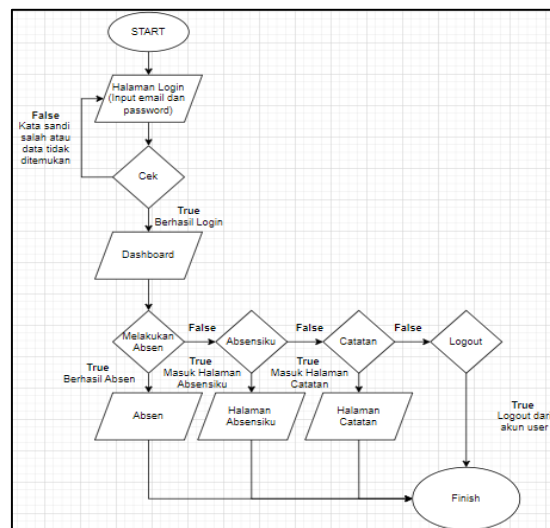 START
Halaman Login
(Input email dan
password)
False
Kata sandi
salah atau
data tidak
ditemukan
Cek
True
Berhasil Login
Dashboard
Melakukan
Absen
False
Absensiku
False
Catatan
False
Logout
True
Berhasil Absen
True
Masuk Halaman
Absensiku
True
Masuk Halaman
Catatan
Absen
Halaman
Absensiku
Halaman
Catatan
True
Logout dari
akun user
Finish